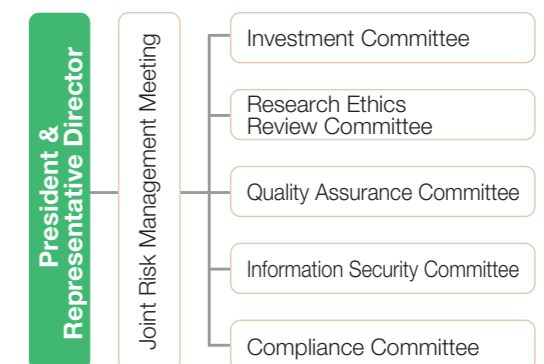 President &
Representative Director
Joint Risk Management Meeting
Investment Committee
Research Ethics
Review Committee
Quality Assurance Committee
Information Security Committee
Compliance Committee